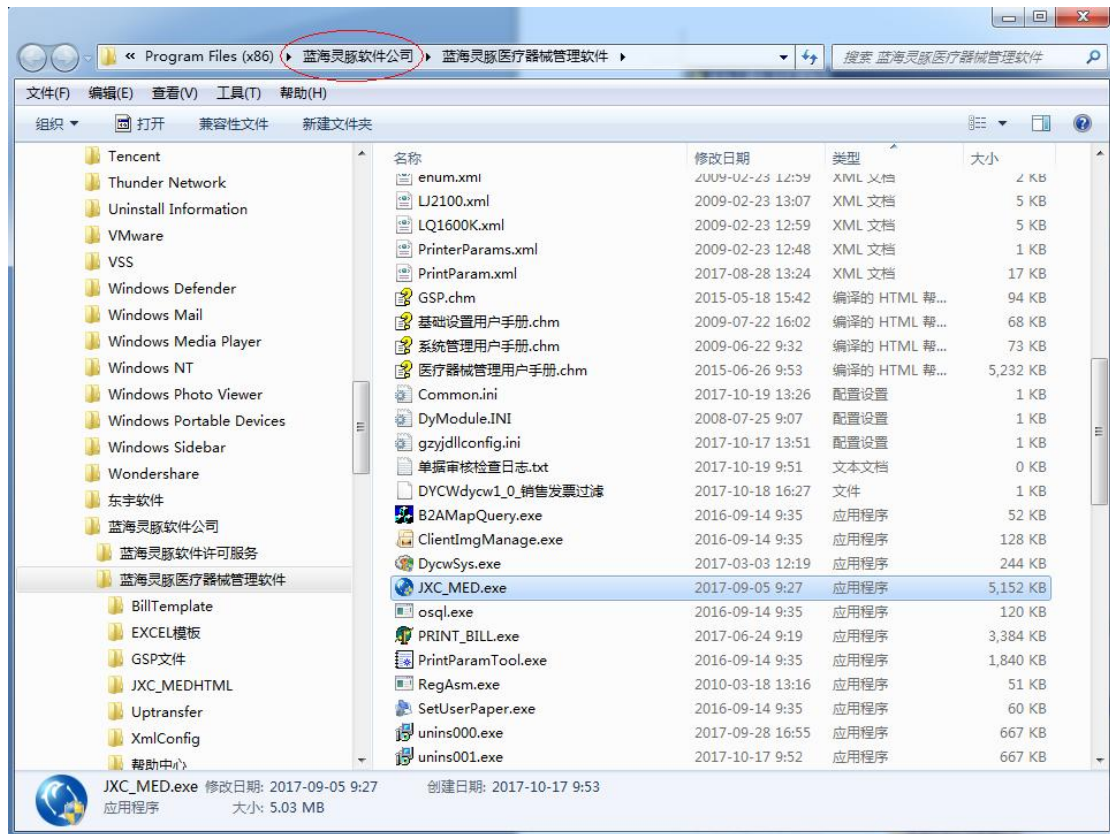 « Program Files (x86) 蓝海灵豚软件公司 蓝海灵豚医疗器械管理软件 搜索 蓝海灵豚医疗器械管理软件
文件(F) 编辑(E) 查看(V) 工具(T) 帮助(H)
组织 打开 兼容性文件 新建文件夹
Tencent
Thunder Network
Uninstall Information
VMware
VSS
Windows Defender
Windows Mail
Windows Media Player
Windows NT
Windows Photo Viewer
Windows Portable Devices
Windows Sidebar
Wondershare
东宇软件
蓝海灵豚软件公司
蓝海灵豚软件许可服务
蓝海灵豚医疗器械管理软件
BillTemplate
EXCEL模板
GSP文件
JXC_MEDHTML
Uptransfer
XmlConfig
帮助中心
名称 修改日期 类型 大小
enum.xml 2009-02-23 12:59 XML 文档 2 KB
LJ2100.xml 2009-02-23 13:07 XML 文档 5 KB
LQ1600K.xml 2009-02-23 12:59 XML 文档 5 KB
PrinterParams.xml 2009-02-23 12:48 XML 文档 1 KB
PrintParam.xml 2017-08-28 13:24 XML 文档 17 KB
GSP.chm 2015-05-18 15:42 编译的 HTML 帮... 94 KB
基础设置用户手册.chm 2009-07-22 16:02 编译的 HTML 帮... 68 KB
系统管理用户手册.chm 2009-06-22 9:32 编译的 HTML 帮... 73 KB
医疗器械管理用户手册.chm 2015-06-26 9:53 编译的 HTML 帮... 5,232 KB
Common.ini 2017-10-19 13:26 配置设置 1 KB
DyModule.INI 2008-07-25 9:07 配置设置 1 KB
gzyjdllconfig.ini 2017-10-17 13:51 配置设置 1 KB
单据审核检查日志.txt 2017-10-19 9:51 文本文档 0 KB
DYCWdycw1_0_销售发票过滤 2017-10-18 16:27 文件 1 KB
B2AMapQuery.exe 2016-09-14 9:35 应用程序 52 KB
ClientImgManage.exe 2016-09-14 9:35 应用程序 128 KB
DycwSys.exe 2017-03-03 12:19 应用程序 244 KB
JXC_MED.exe 2017-09-05 9:27 应用程序 5,152 KB
osql.exe 2016-09-14 9:35 应用程序 120 KB
PRINT_BILL.exe 2017-06-24 9:19 应用程序 3,384 KB
PrintParamTool.exe 2016-09-14 9:35 应用程序 1,840 KB
RegAsm.exe 2010-03-18 13:16 应用程序 51 KB
SetUserPaper.exe 2016-09-14 9:35 应用程序 60 KB
unins000.exe 2017-09-28 16:55 应用程序 667 KB
unins001.exe 2017-10-17 9:52 应用程序 667 KB
JXC_MED.exe 修改日期: 2017-09-05 9:27 创建日期: 2017-10-17 9:53
应用程序 大小: 5.03 MB